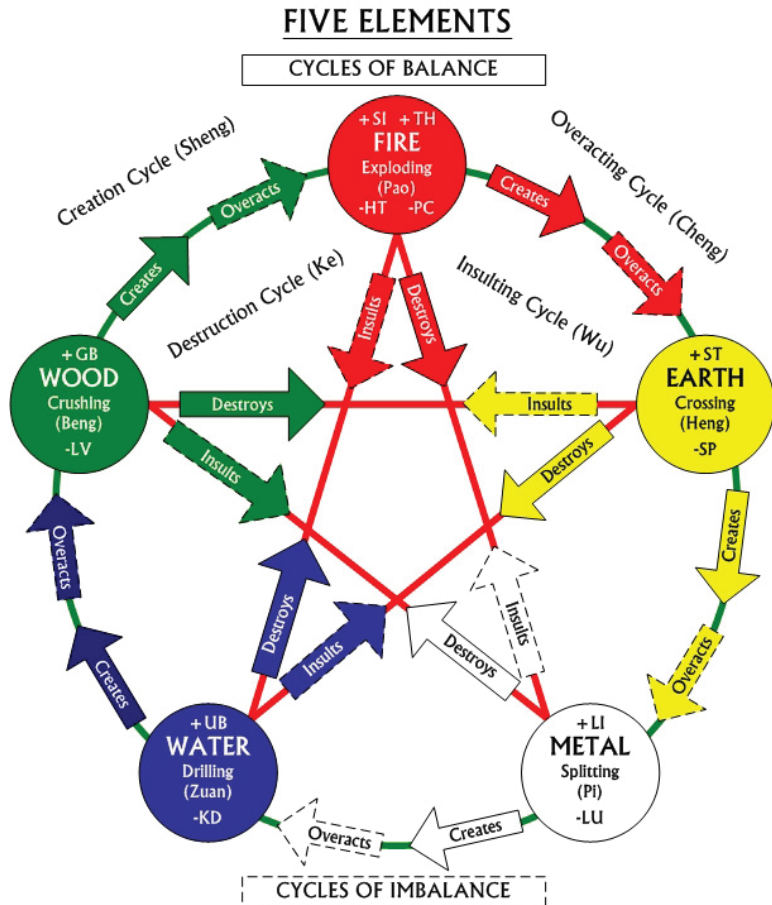 FIVE ELEMENTS
CYCLES OF BALANCE
Creation Cycle (Sheng)
Overacting Cycle (Cheng)
Destruction Cycle (Ke)
Insulting Cycle (Wu)
+SI +TH
FIRE
Exploding
(Pao)
-HT -PC
Creates
Overacts
Insults
Destroys
+GB
WOOD
Crushing
(Beng)
-LV
Creates
Overacts
Destroys
Insults
+ST
EARTH
Crossing
(Heng)
-SP
Insults
Destroys
Creates
Overacts
+UB
WATER
Drilling
(Zuan)
-KD
Creates
Overacts
Destroys
Insults
+LI
METAL
Splitting
(Pi)
-LU
Destroys
Insults
Creates
Overacts
CYCLES OF IMBALANCE